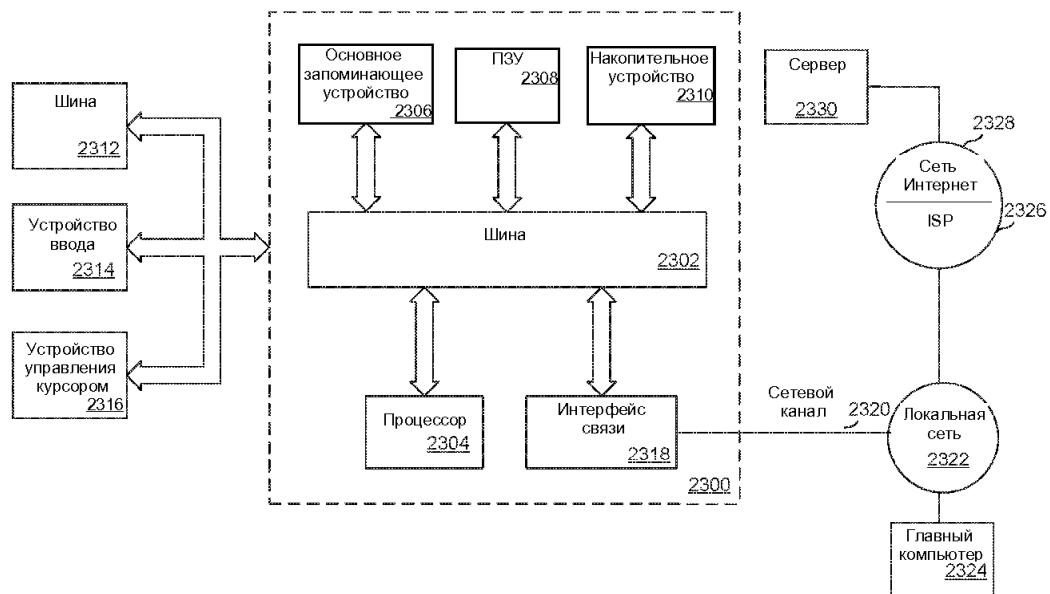 Шина
2312
Устройство
ввода
2314
Устройство
управления
курсором
2316
Основное
запоминающее
устройство
2306
ПЗУ
2308
Накопительное
устройство
2310
Шина
2302
Процессор
2304
Интерфейс
связи
2318
2300
Сервер
2330
2328
Сеть
Интернет
ISP
2326
Сетевой
канал
2320
Локальная
сеть
2322
Главный
компьютер
2324